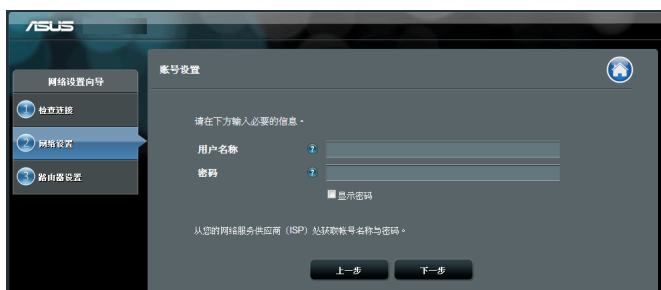 ASUS
网络设置向导
1 检查连接
2 网络设置
3 路由器设置
账号设置
请在下方输入必要的信息。
用户名称 ?
密码 ?
显示密码
从您的网络服务供应商（ISP）处获取帐号名称与密码。
上一步 下一步